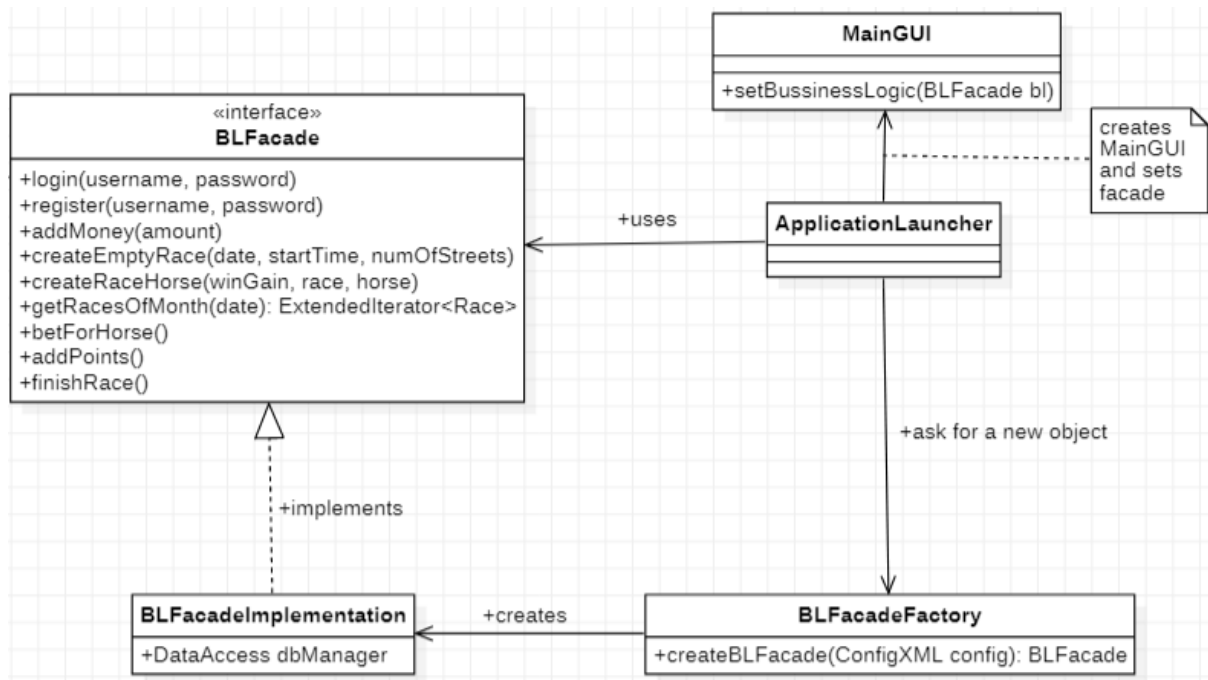 MainGUI
+setBussinessLogic(BLFacade bl)
«interface»
BLFacade
+login(username, password)
+register(username, password)
+addMoney(amount)
+createEmptyRace(date, startTime, numOfStreets)
+createRaceHorse(winGain, race, horse)
+getRacesOfMonth(date): ExtendedIterator<Race>
+betForHorse()
+addPoints()
+finishRace()
creates
MainGUI
and sets
facade
+uses
ApplicationLauncher
+ask for a new object
+implements
BLFacadeImplementation
+DataAccess dbManager
+creates
BLFacadeFactory
+createBLFacade(ConfigXML config): BLFacade